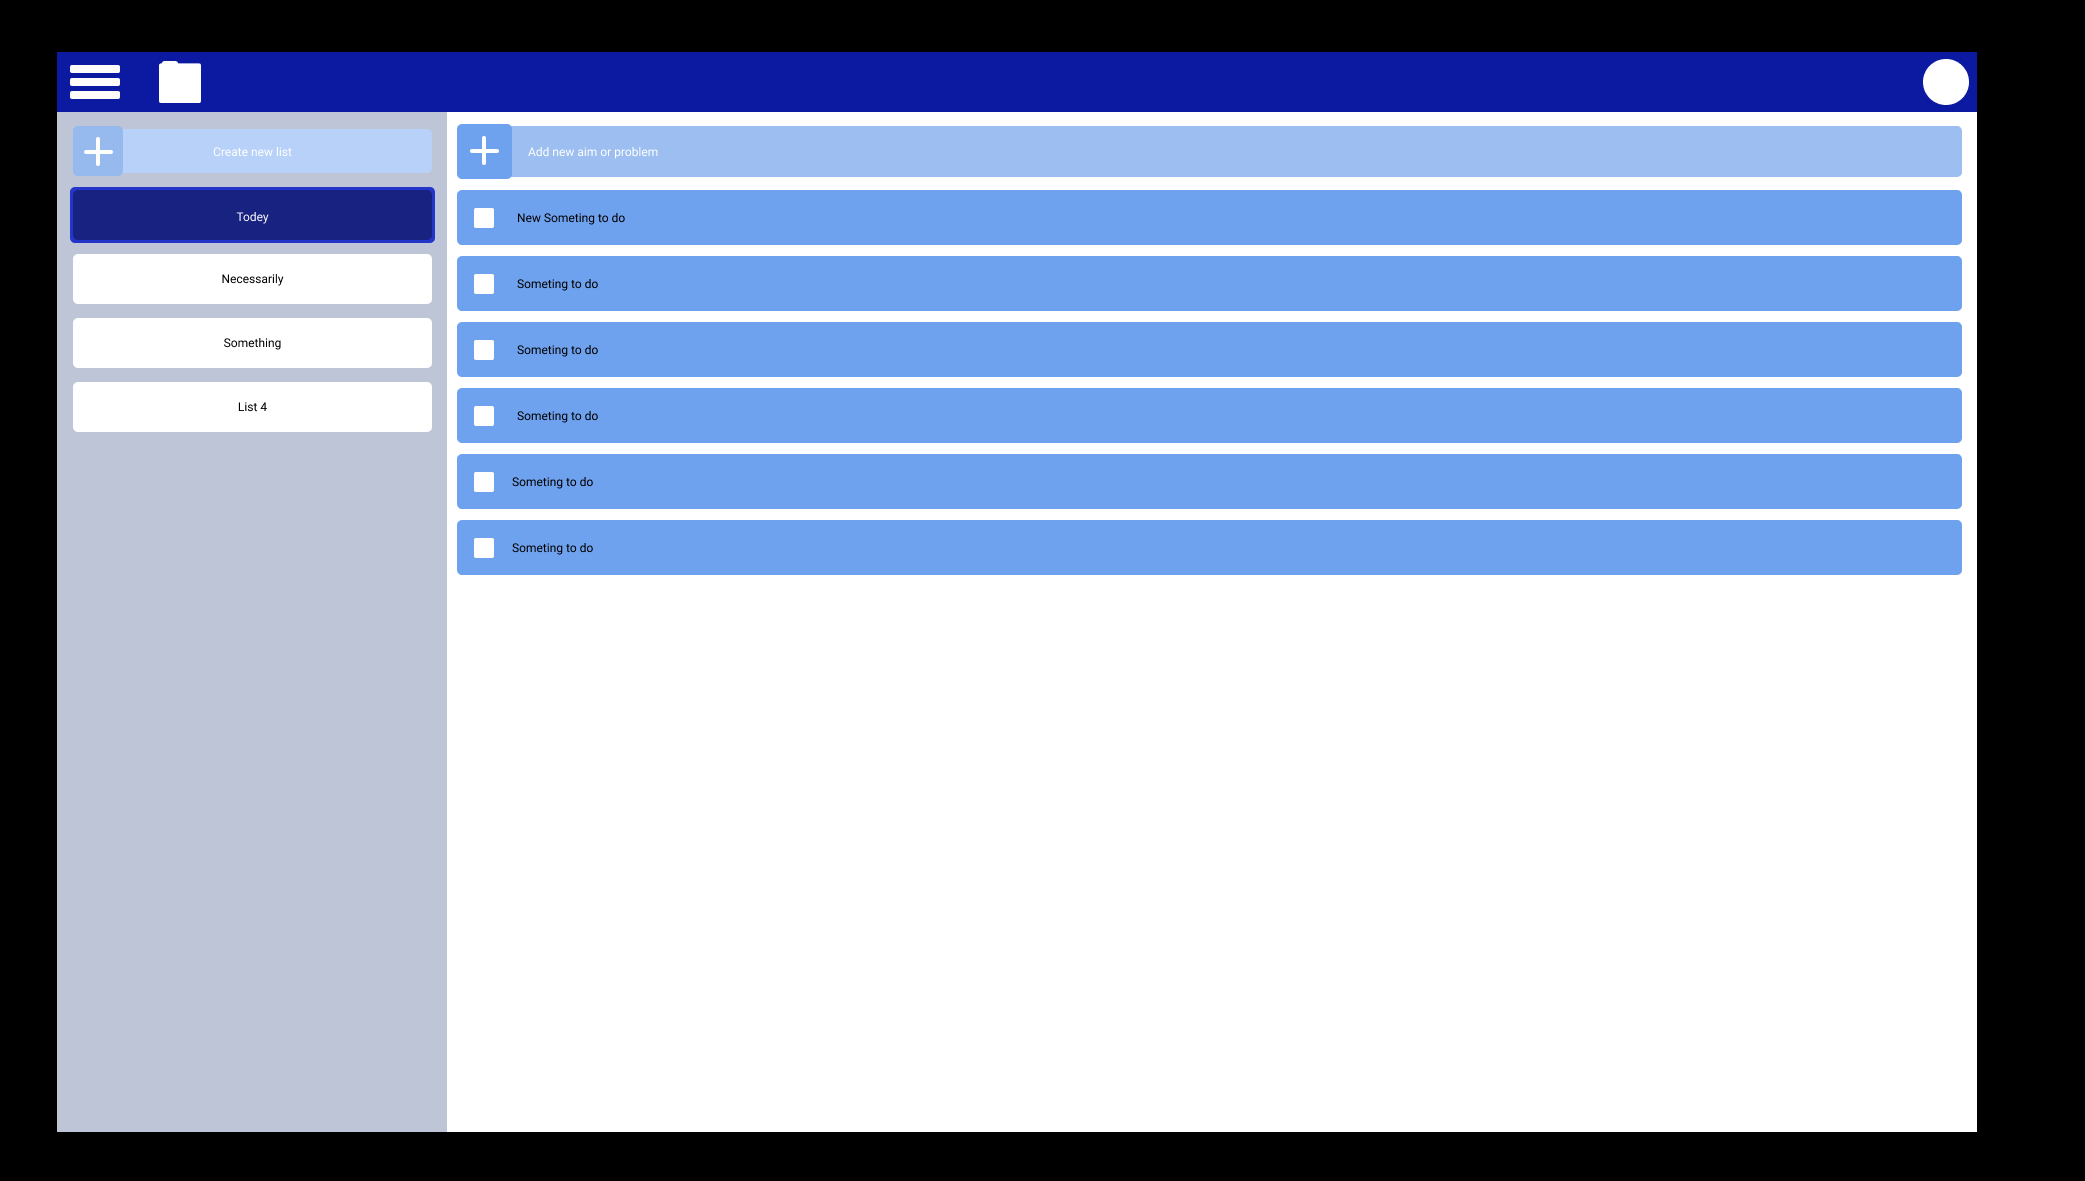 Create new list
Todey
Necessarily
Something
List 4
Add new aim or problem
New Someting to do
Someting to do
Someting to do
Someting to do
Someting to do
Someting to do